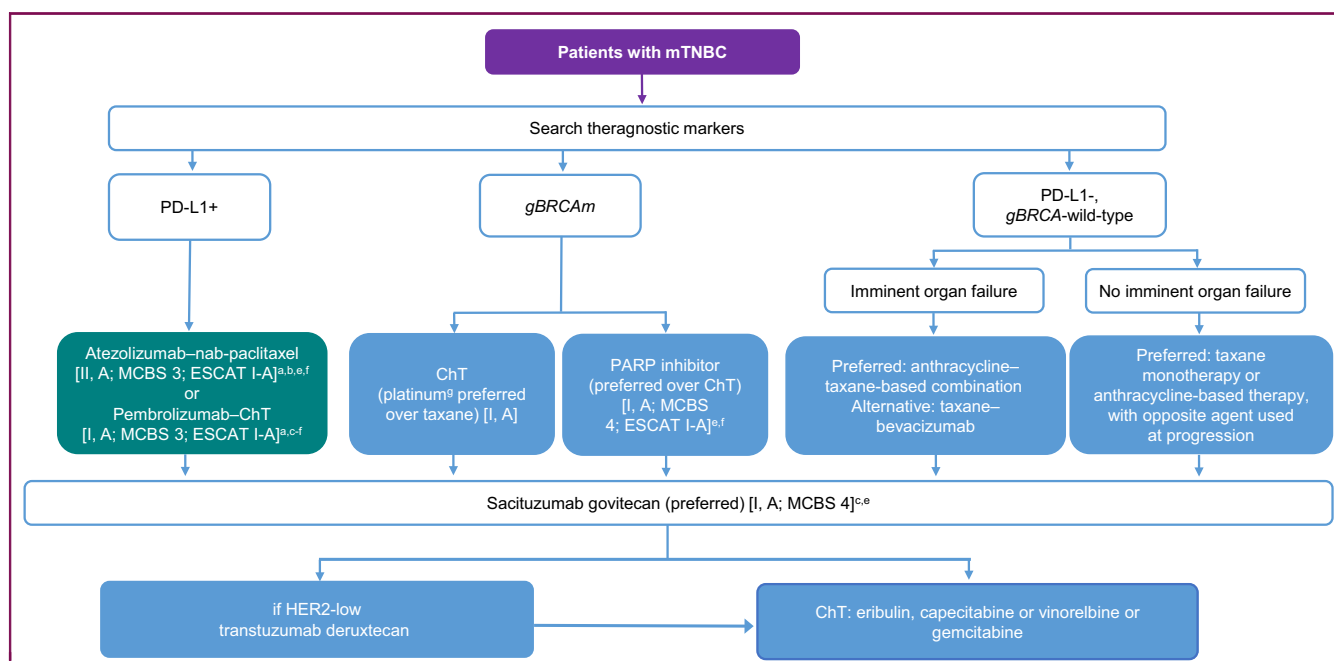 Patients with mTNBC
Search theragnostic markers
PD-L1+
gBRCAm
PD-L1-,
gBRCA-wild-type
Imminent organ failure
No imminent organ failure
Atezolizumab–nab-paclitaxel
[II, A; MCBS 3; ESCAT I-A]a,b,e,f
or
Pembrolizumab–ChT
[I, A; MCBS 3; ESCAT I-A]a,c-f
ChT
(platinumg preferred
over taxane) [I, A]
PARP inhibitor
(preferred over ChT)
[I, A; MCBS
4; ESCAT I-A]e,f
Preferred: anthracycline–
taxane-based combination
Alternative: taxane–
bevacizumab
Preferred: taxane
monotherapy or
anthracycline-based therapy,
with opposite agent used
at progression
Sacituzumab govitecan (preferred) [I, A; MCBS 4]c,e
if HER2-low
transtuzumab deruxtecan
ChT: eribulin, capecitabine or vinorelbine or
gemcitabine